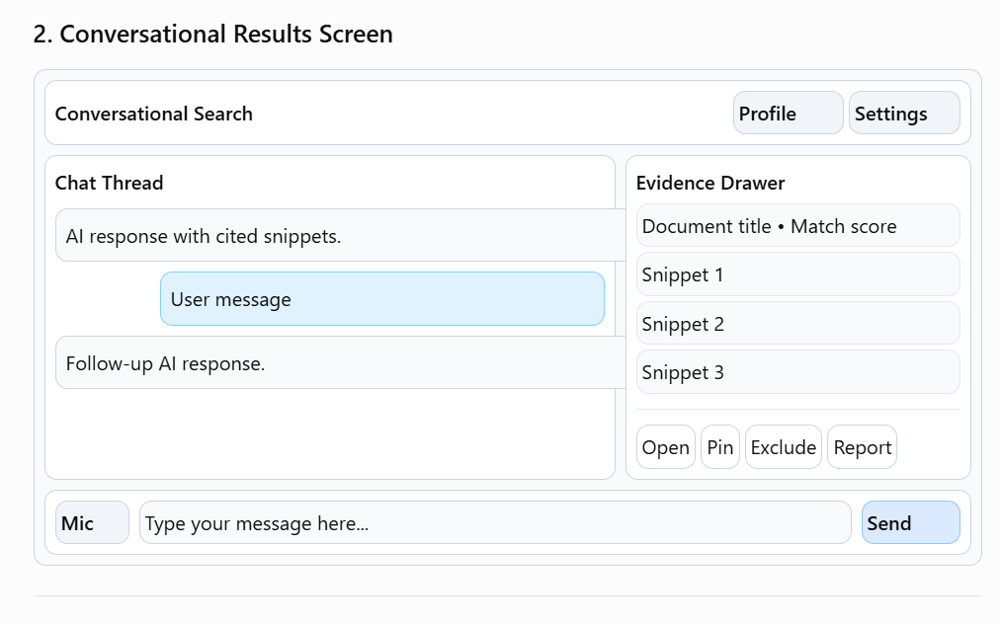 2. Conversational Results Screen
Conversational Search
Profile
Settings
Chat Thread
AI response with cited snippets.
User message
Follow-up AI response.
Evidence Drawer
Document title • Match score
Snippet 1
Snippet 2
Snippet 3
Open
Pin
Exclude
Report
Mic
Type your message here...
Send